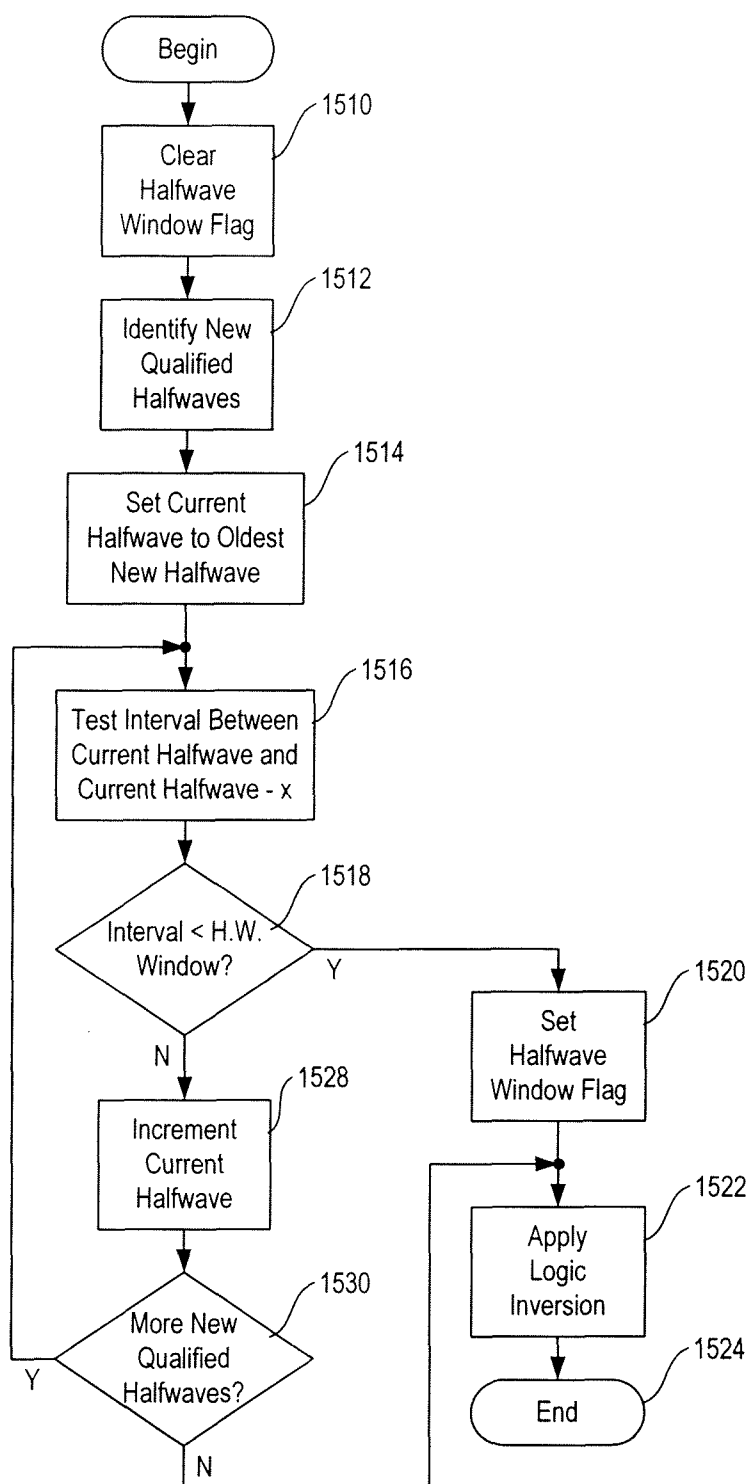 Begin
1510
Clear
Halfwave
Window Flag
1512
Identify New
Qualified
Halfwaves
1514
Set Current
Halfwave to Oldest
New Halfwave
1516
Test Interval Between
Current Halfwave and
Current Halfwave - x
1518
Interval < H.W.
Window?
Y
N
1520
Set
Halfwave
Window Flag
1528
Increment
Current
Halfwave
1522
Apply
Logic
Inversion
1530
More New
Qualified
Halfwaves?
Y
N
1524
End